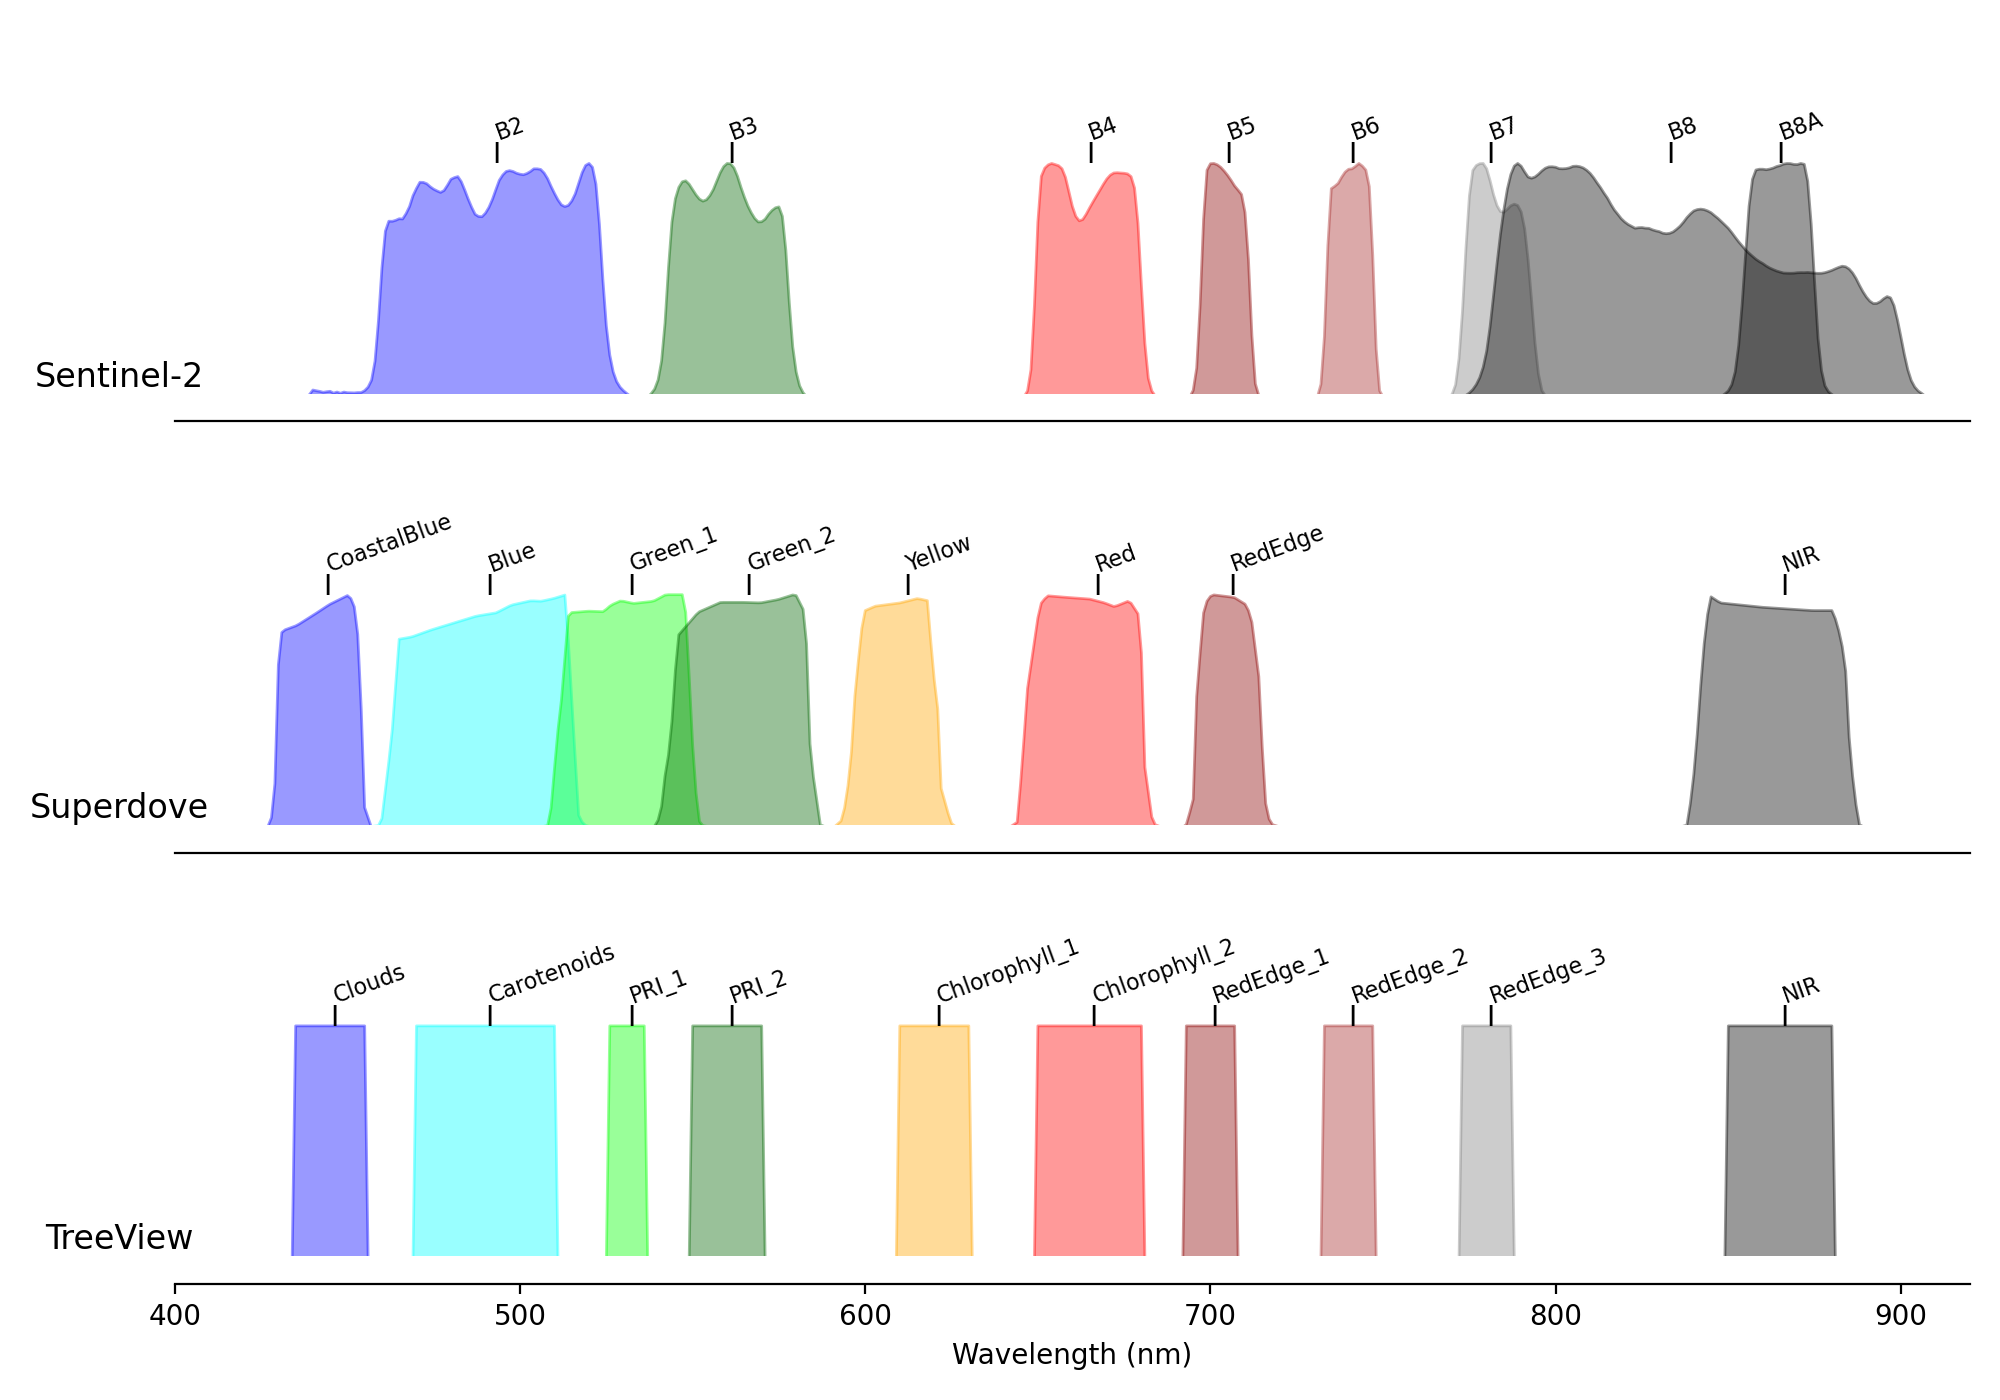 B2 B3 B4 B5 B6 B7 B8 B8A
Sentinel-2
CoastalBlue Blue Green_1 Green_2 Yellow Red RedEdge NIR
Superdove
Clouds Carotenoids PRI_1 PRI_2 Chlorophyll_1 Chlorophyll_2 RedEdge_1 RedEdge_2 RedEdge_3 NIR
TreeView
400 500 600 700 800 900
Wavelength (nm)